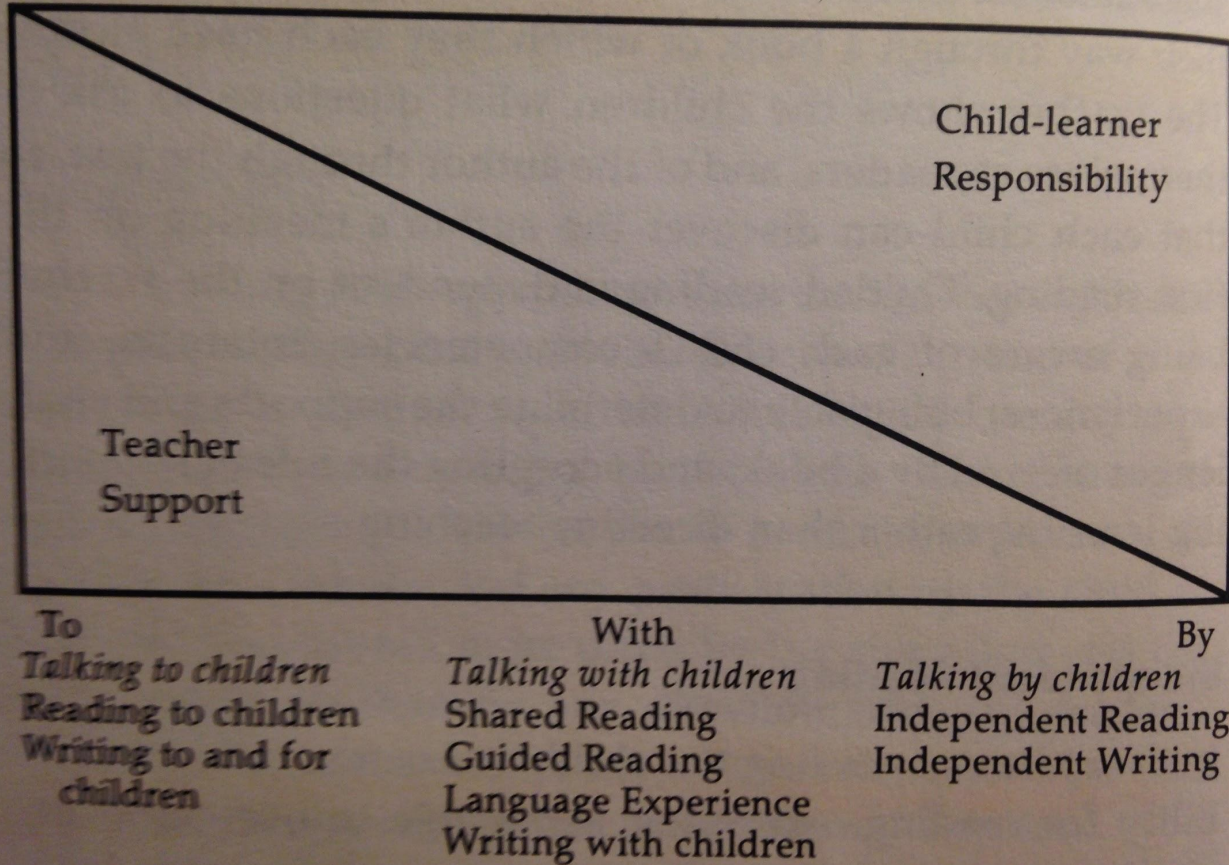 Child-learner
Responsibility
Teacher
Support
To
Talking to children
Reading to children
Writing to and for
children
With
Talking with children
Shared Reading
Guided Reading
Language Experience
Writing with children
By
Talking by children
Independent Reading
Independent Writing